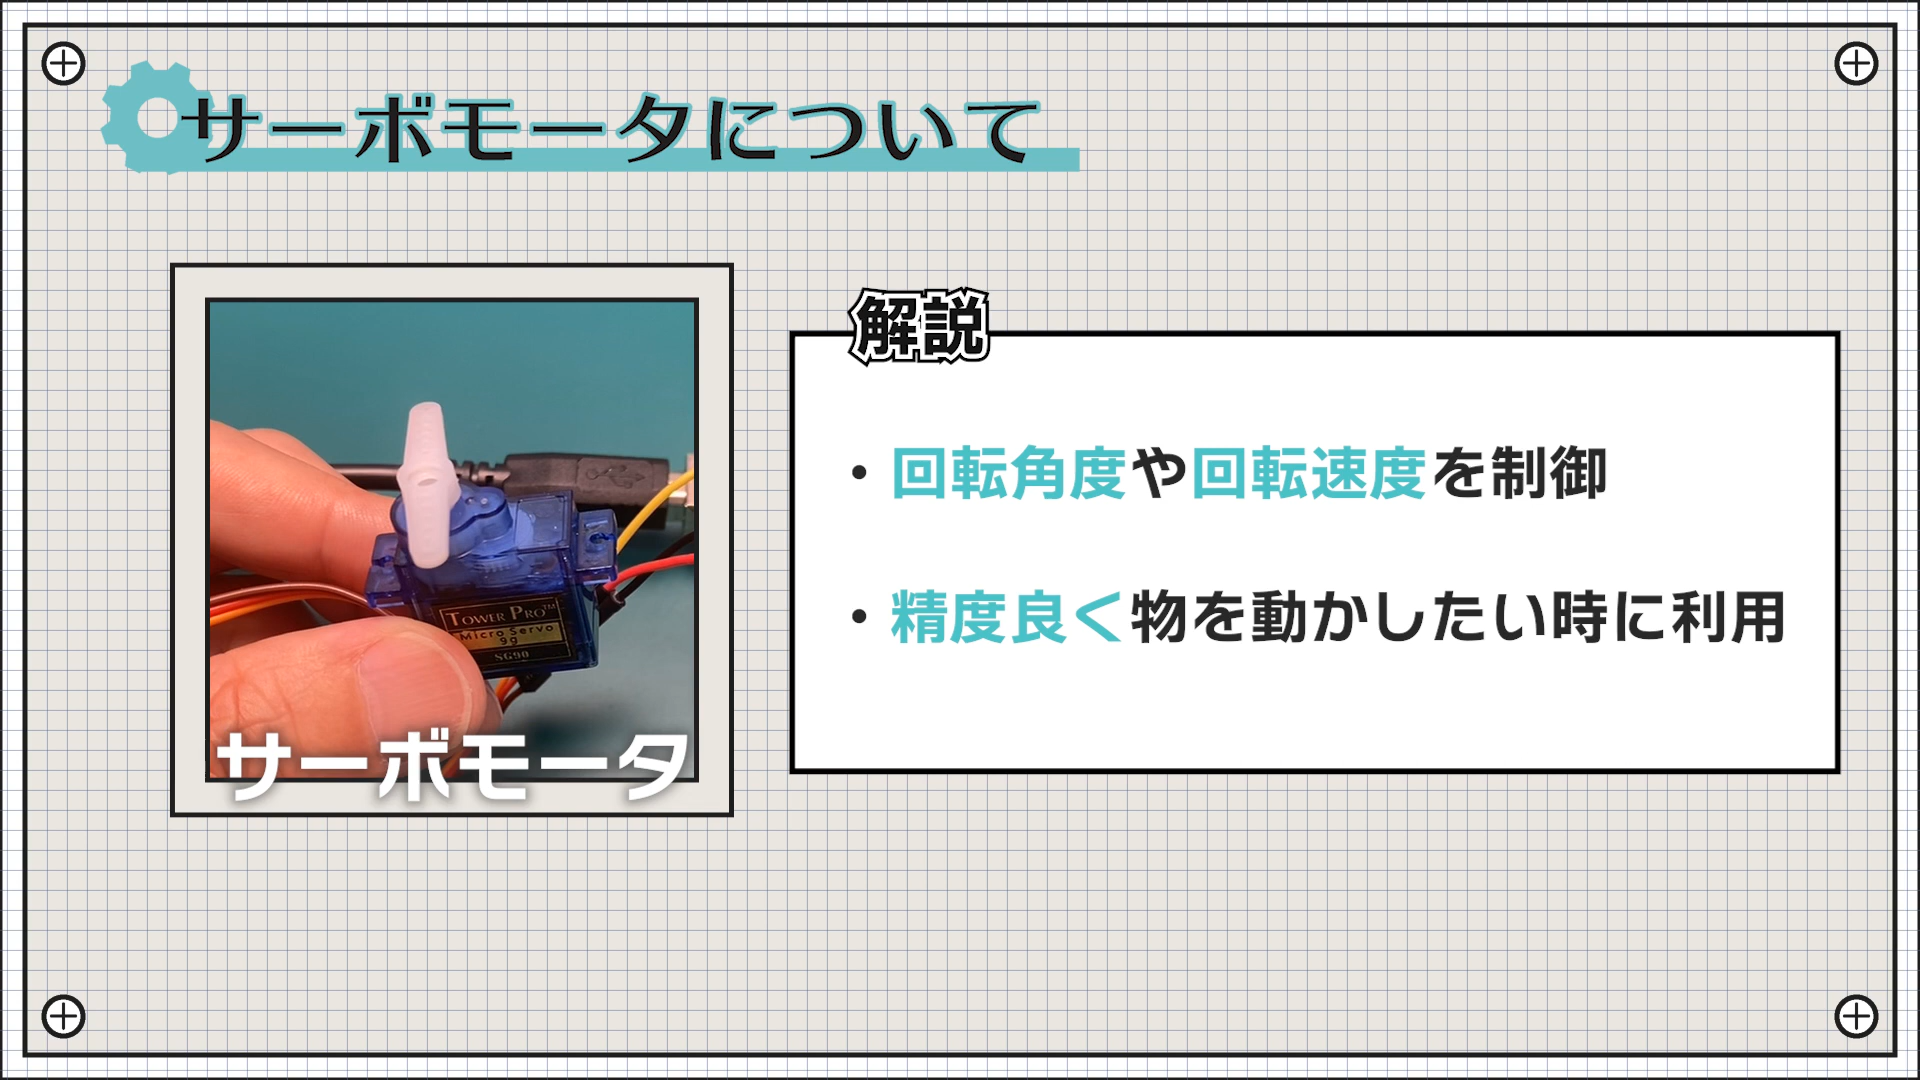 サーボモータについて
解説
・回転角度や回転速度を制御
・精度良く物を動かしたい時に利用
TOWER PRO™
Micro Servo
9g
SG90
サーボモータ